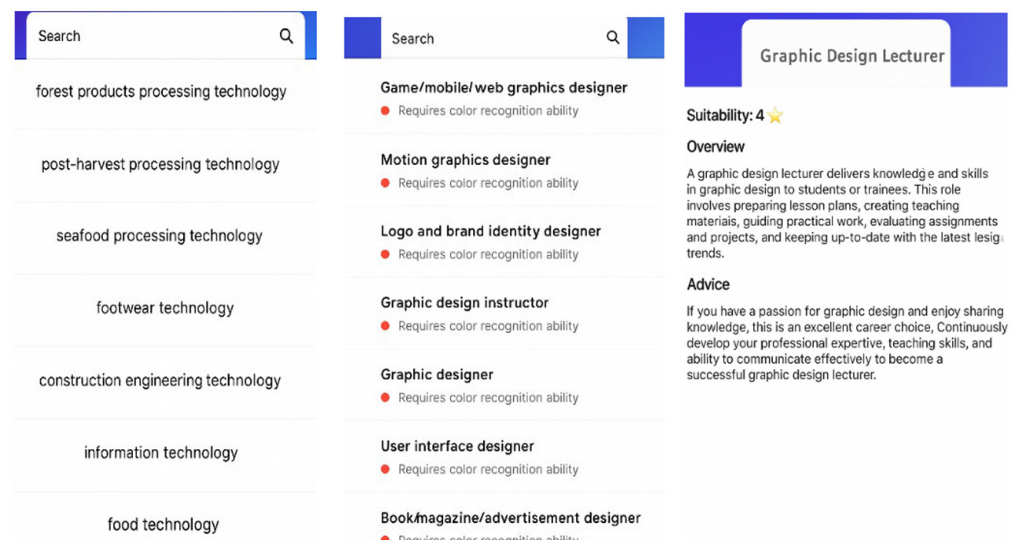 Search
forest products processing technology
post-harvest processing technology
seafood processing technology
footwear technology
construction engineering technology
information technology
food technology
Search
Game/mobile/web graphics designer
Requires color recognition ability
Motion graphics designer
Requires color recognition ability
Logo and brand identity designer
Requires color recognition ability
Graphic design instructor
Requires color recognition ability
Graphic designer
Requires color recognition ability
User interface designer
Requires color recognition ability
Book/magazine/advertisement designer
Requires color recognition ability
Graphic Design Lecturer
Suitability: 4 ⭐
Overview
A graphic design lecturer delivers knowledge and skills
in graphic design to students or trainees. This role
involves preparing lesson plans, creating teaching
materiais, guiding practical work, evaluating assignments
and projects, and keeping up-to-date with the latest lesig
trends.
Advice
If you have a passion for graphic design and enjoy sharing
knowledge, this is an excellent career choice, Continuously
develop your professional expertive, teaching skills, and
ability to communicate effectively to become a
successful graphic design lecturer.